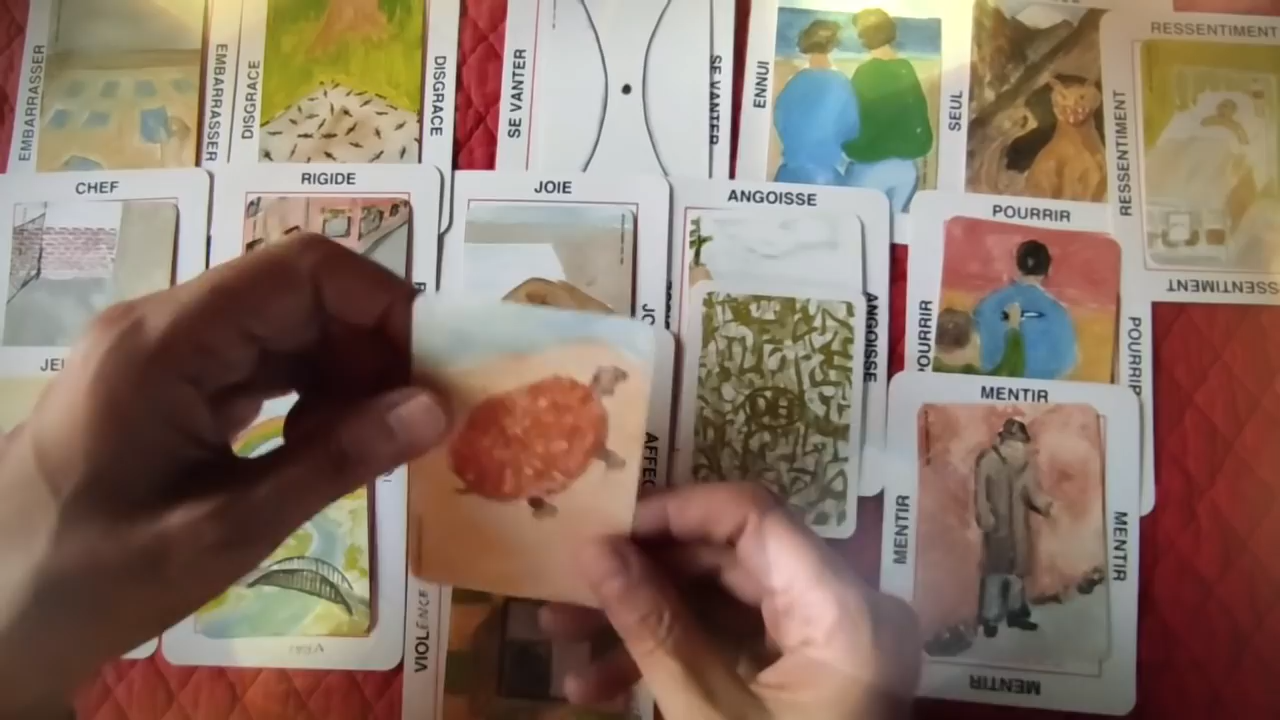 EMBARRASSER
EMBARRASSER
DISGRACE
DISGRACE
SE VANTER
SE VANTER
ENNUI
SEUL
RESSENTIMENT
RESSENTIMENT
CHEF
RIGIDE
JOIE
ANGOISSE
ANGOISSE
POURRIR
POURRIR
POURRIR
MENTIR
MENTIR
MENTIR
MENTIR
VIOLENCE